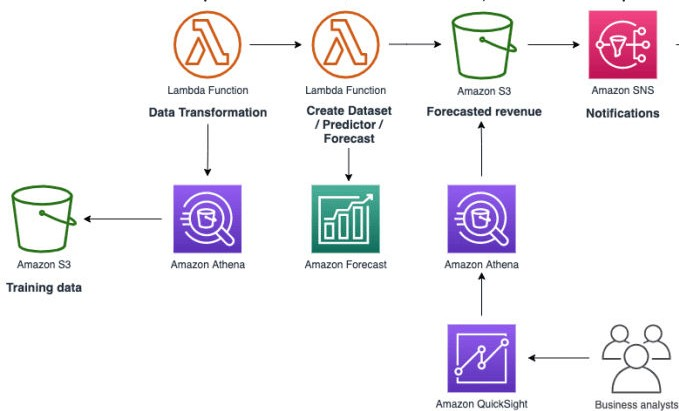 Lambda Function
Data Transformation
Lambda Function
Create Dataset
/ Predictor /
Forecast
Amazon S3
Forecasted revenue
Amazon SNS
Notifications
Amazon S3
Training data
Amazon Athena
Amazon Forecast
Amazon Athena
Amazon QuickSight
Business analysts